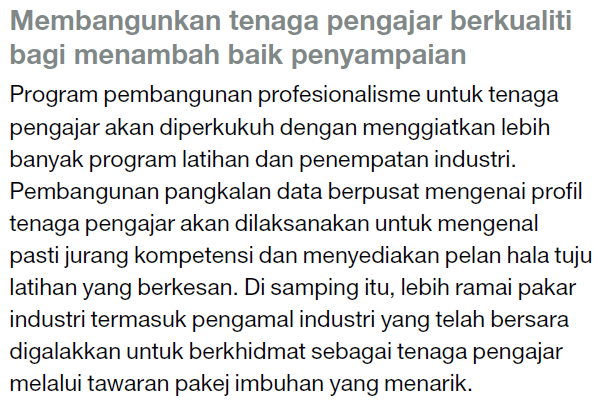 Membangunkan tenaga pengajar berkualiti
bagi menambah baik penyampaian
Program pembangunan profesionalisme untuk tenaga
pengajar akan diperkukuh dengan menggiatkan lebih
banyak program latihan dan penempatan industri.
Pembangunan pangkalan data berpusat mengenai profil
tenaga pengajar akan dilaksanakan untuk mengenal
pasti jurang kompetensi dan menyediakan pelan hala tuju
latihan yang berkesan. Di samping itu, lebih ramai pakar
industri termasuk pengamal industri yang telah bersara
digalakkan untuk berkhidmat sebagai tenaga pengajar
melalui tawaran pakej imbuhan yang menarik.